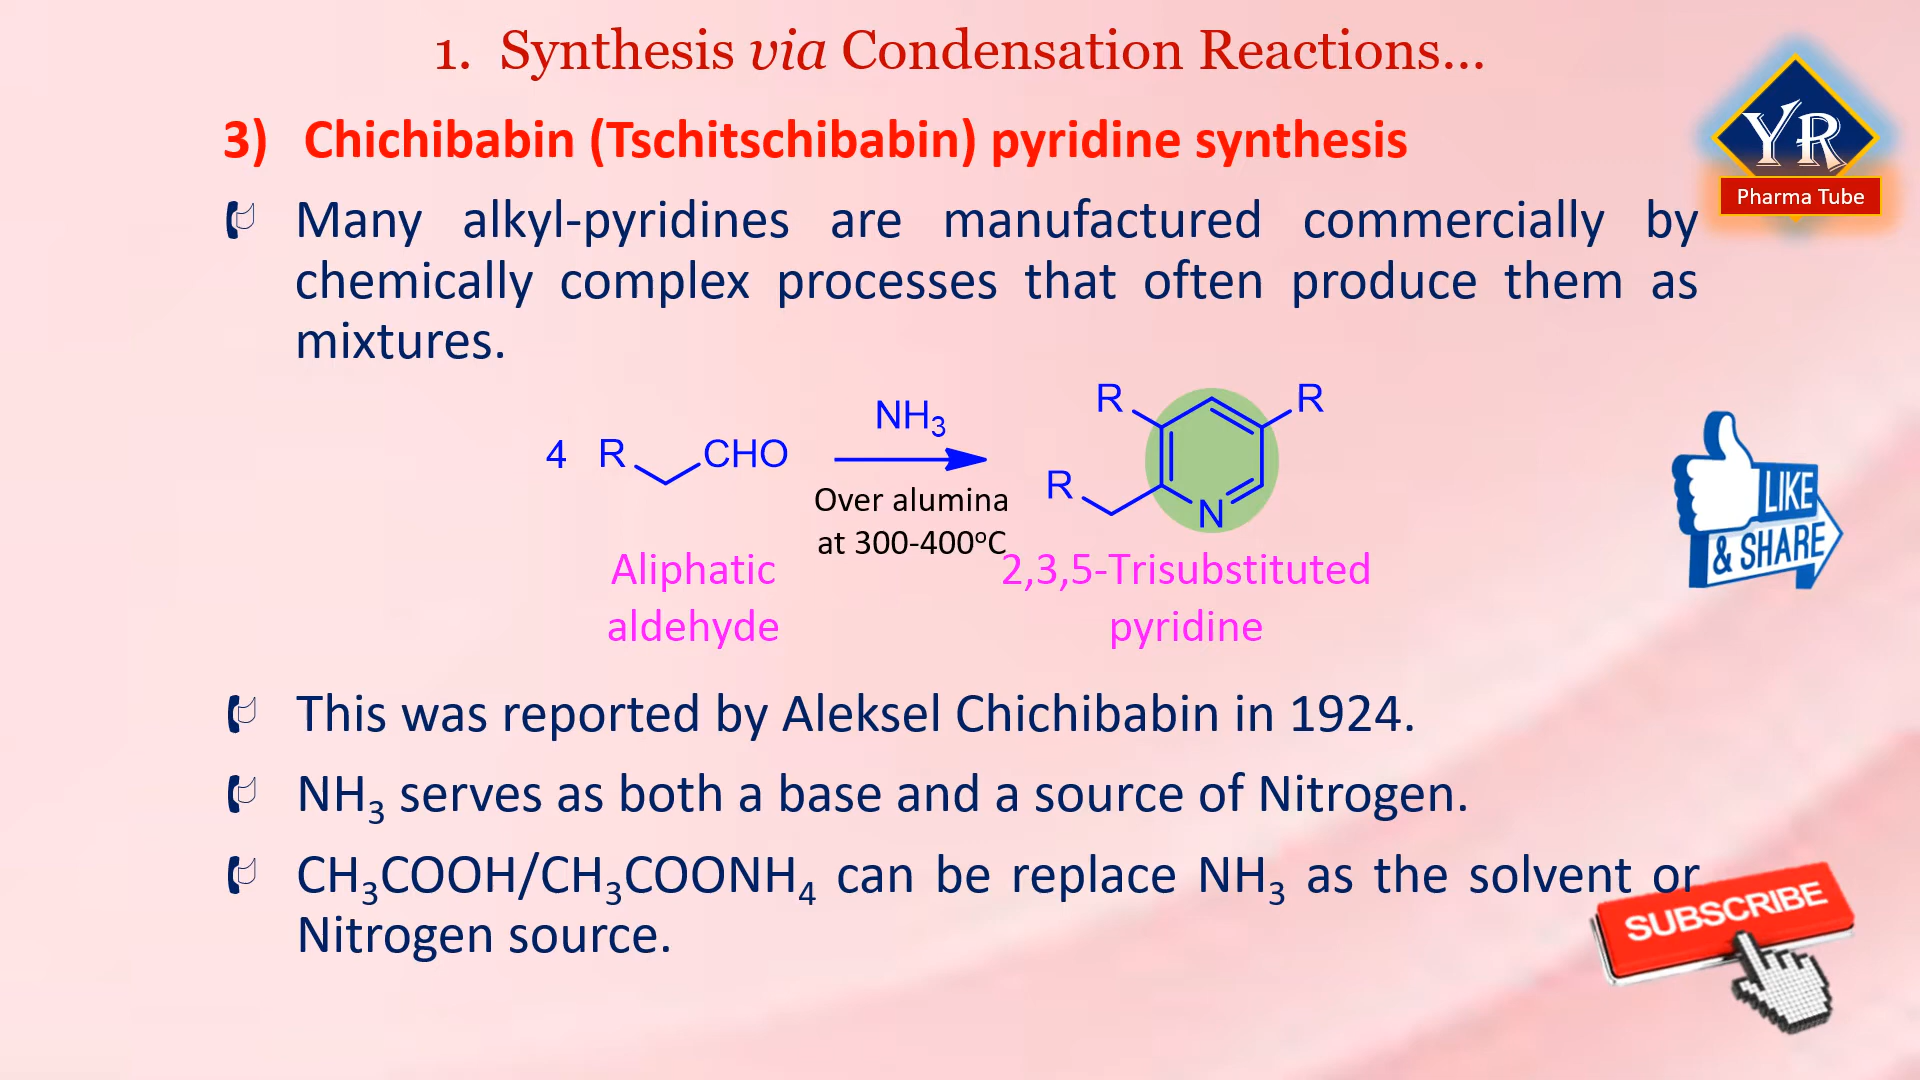 1. Synthesis via Condensation Reactions...
YR
Pharma Tube
3) Chichibabin (Tschitschibabin) pyridine synthesis
Many alkyl-pyridines are manufactured commercially by
chemically complex processes that often produce them as
mixtures.
4 R CHO
NH3
Over alumina
at 300-400°C
R R
R
N
Aliphatic
aldehyde
2,3,5-Trisubstituted
pyridine
LIKE
& SHARE
This was reported by Aleksel Chichibabin in 1924.
NH3 serves as both a base and a source of Nitrogen.
CH3COOH/CH3COONH4 can be replace NH3 as the solvent or
Nitrogen source.
SUBSCRIBE